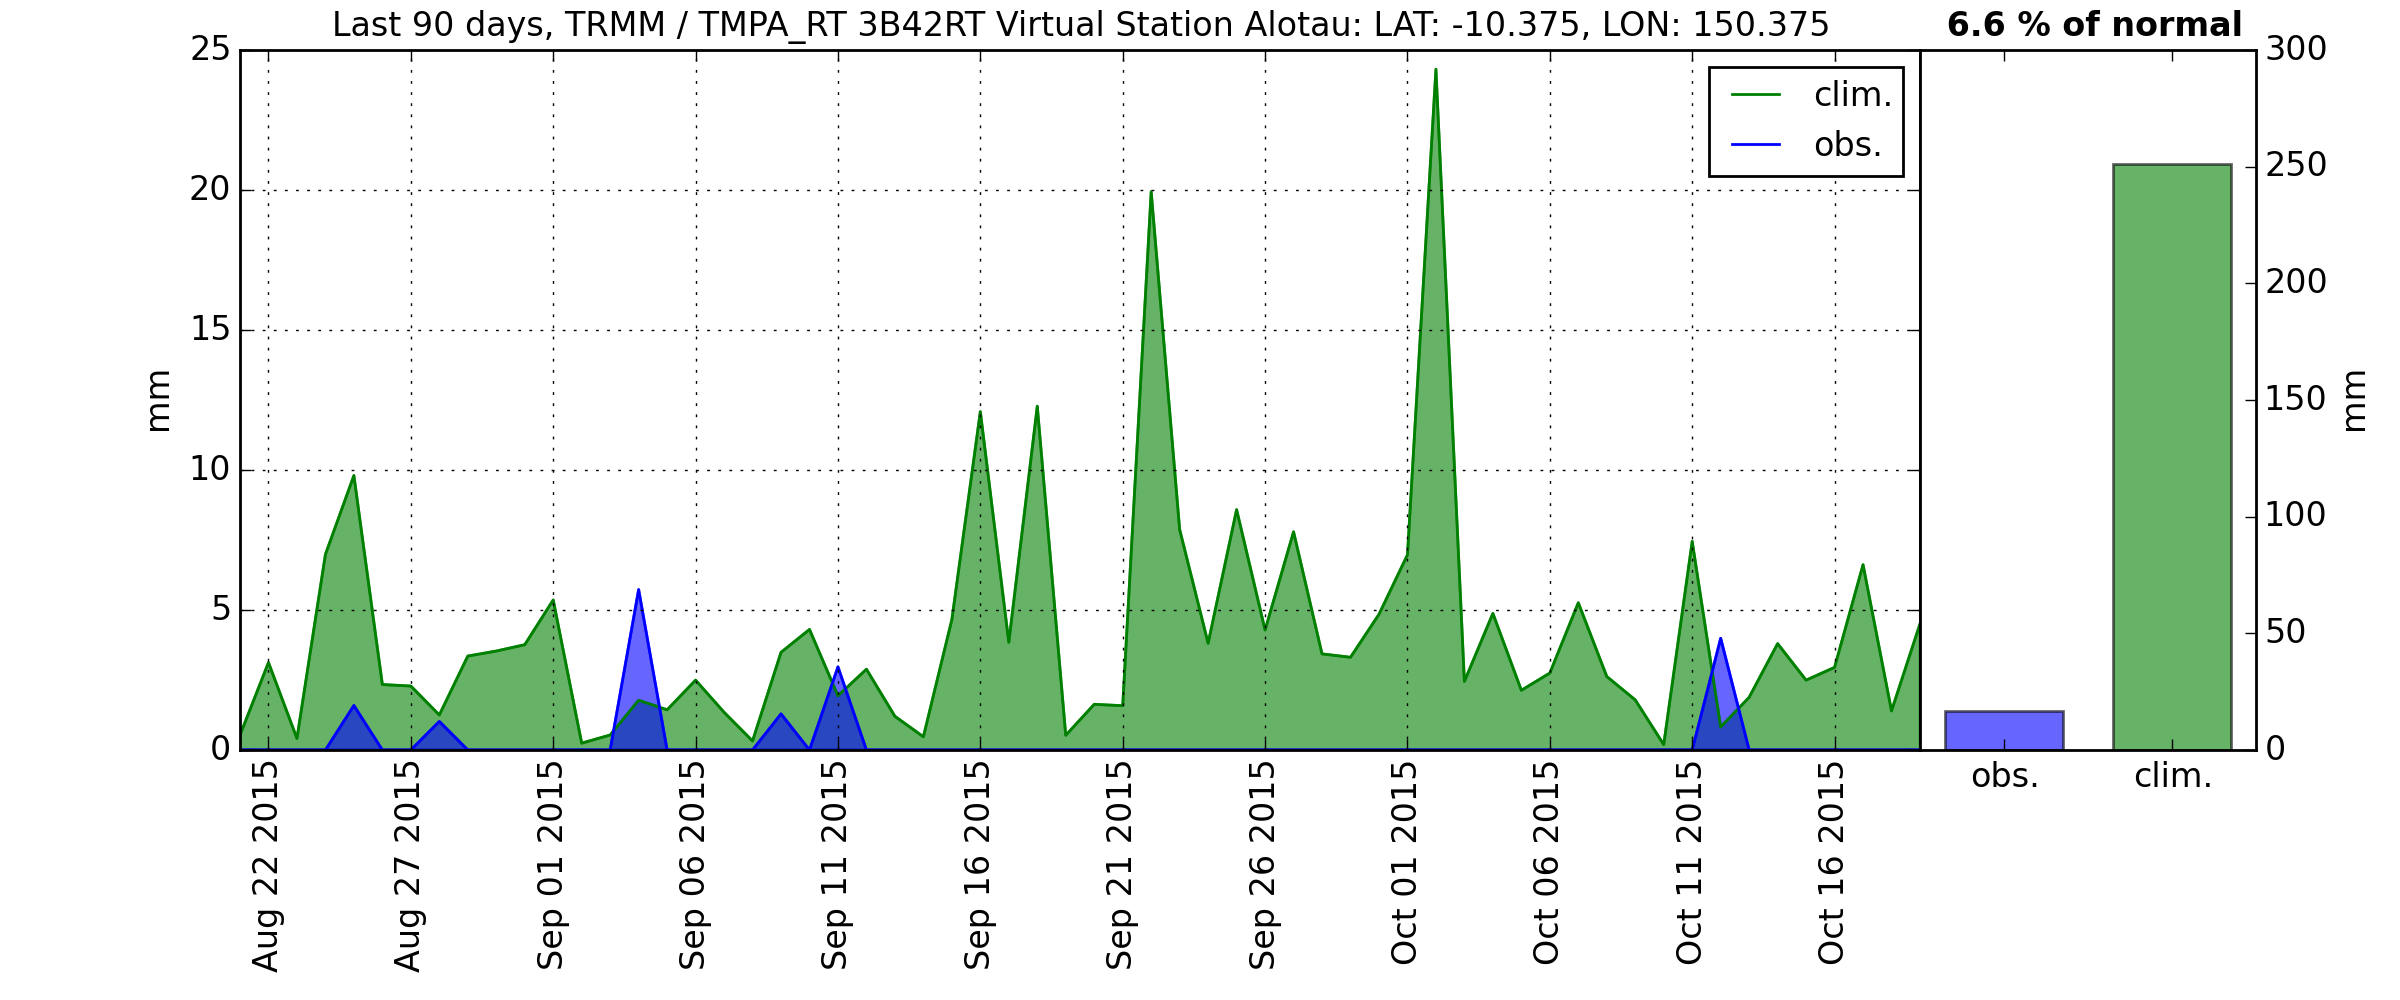 Last 90 days, TRMM / TMPA_RT 3B42RT Virtual Station Alotau: LAT: -10.375, LON: 150.375
6.6 % of normal
25
20
15
10
5
0
mm
clim.
obs.
300
250
200
150
100
50
0
mm
obs.
clim.
Aug 22 2015
Aug 27 2015
Sep 01 2015
Sep 06 2015
Sep 11 2015
Sep 16 2015
Sep 21 2015
Sep 26 2015
Oct 01 2015
Oct 06 2015
Oct 11 2015
Oct 16 2015